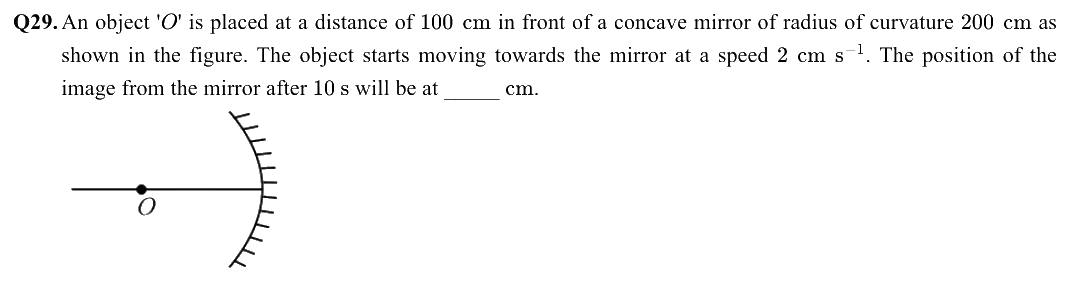 Q29. An object 'O' is placed at a distance of 100 cm in front of a concave mirror of radius of curvature 200 cm as
shown in the figure. The object starts moving towards the mirror at a speed 2 cm s⁻¹. The position of the
image from the mirror after 10 s will be at _____ cm.
O